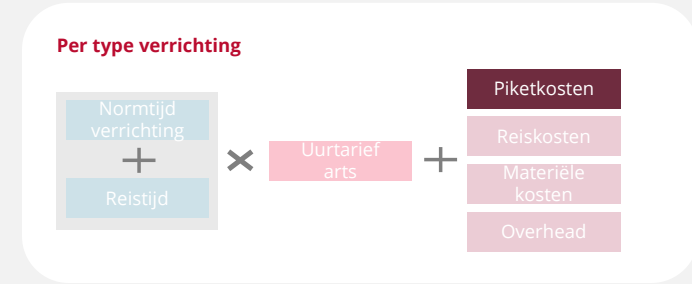 Per type verrichting
Normtijd
verrichting
+
Reistijd
×
Uurtarief
arts
+
Piketkosten
Reiskosten
Materiële
kosten
Overhead